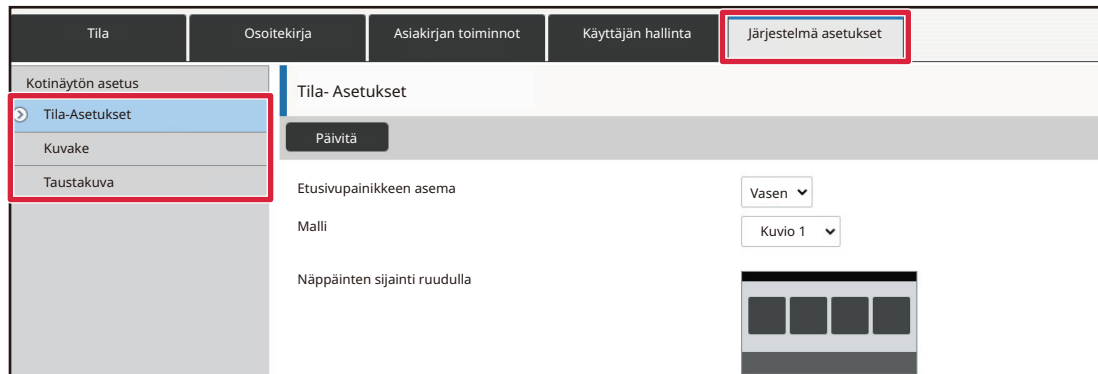 Tila
Osoitekirja
Asiakirjan toiminnot
Käyttäjän hallinta
Järjestelmä asetukset
Kotinäytön asetus
Tila-Asetukset
Kuvake
Taustakuva
Tila- Asetukset
Päivitä
Etusivupainikkeen asema
Vasen
Malli
Kuvio 1
Näppäinten sijainti ruudulla